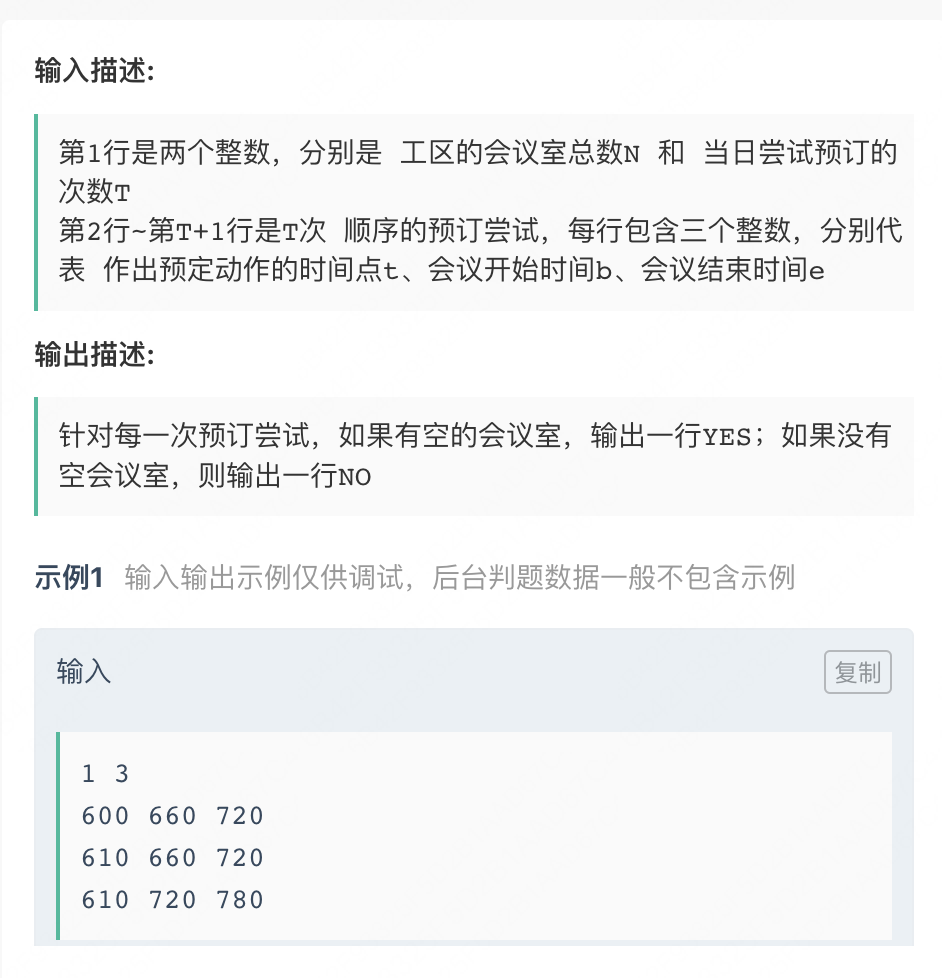 输入描述:
第1行是两个整数，分别是 工区的会议室总数N 和 当日尝试预订的
次数T
第2行~第T+1行是T次 顺序的预订尝试，每行包含三个整数，分别代
表 作出预定动作的时间点t、会议开始时间b、会议结束时间e
输出描述:
针对每一次预订尝试，如果有空的会议室，输出一行YES；如果没有
空会议室，则输出一行NO
示例1 输入输出示例仅供调试，后台判题数据一般不包含示例
输入 复制
1 3
600 660 720
610 660 720
610 720 780